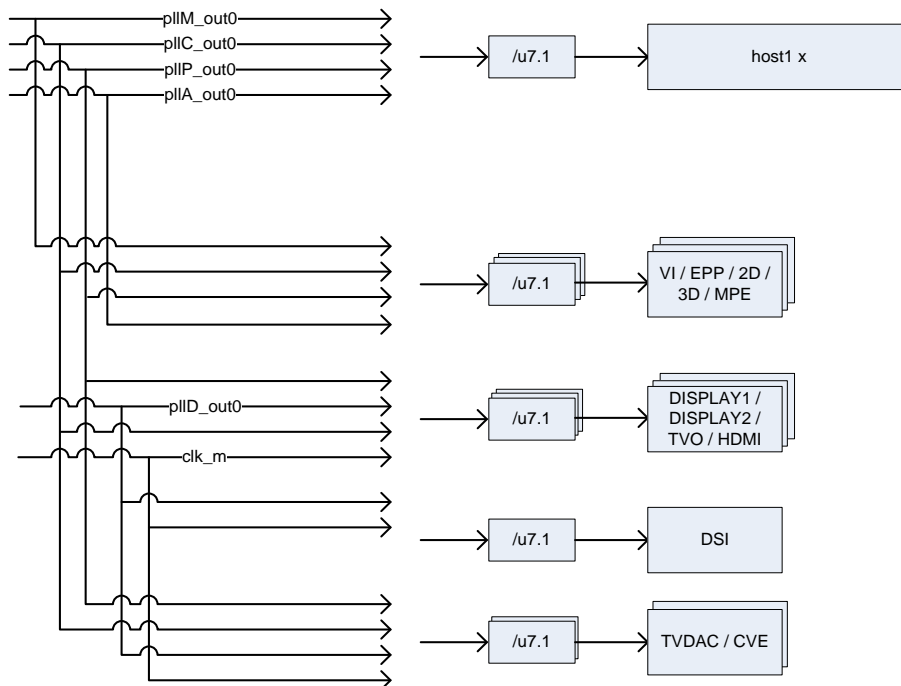 pllM_out0
pllC_out0
pllP_out0
pllA_out0
/u7.1
host1 x
/u7.1
VI / EPP / 2D /
3D / MPE
pllD_out0
clk_m
/u7.1
DISPLAY1 /
DISPLAY2 /
TVO / HDMI
/u7.1
DSI
/u7.1
TVDAC / CVE